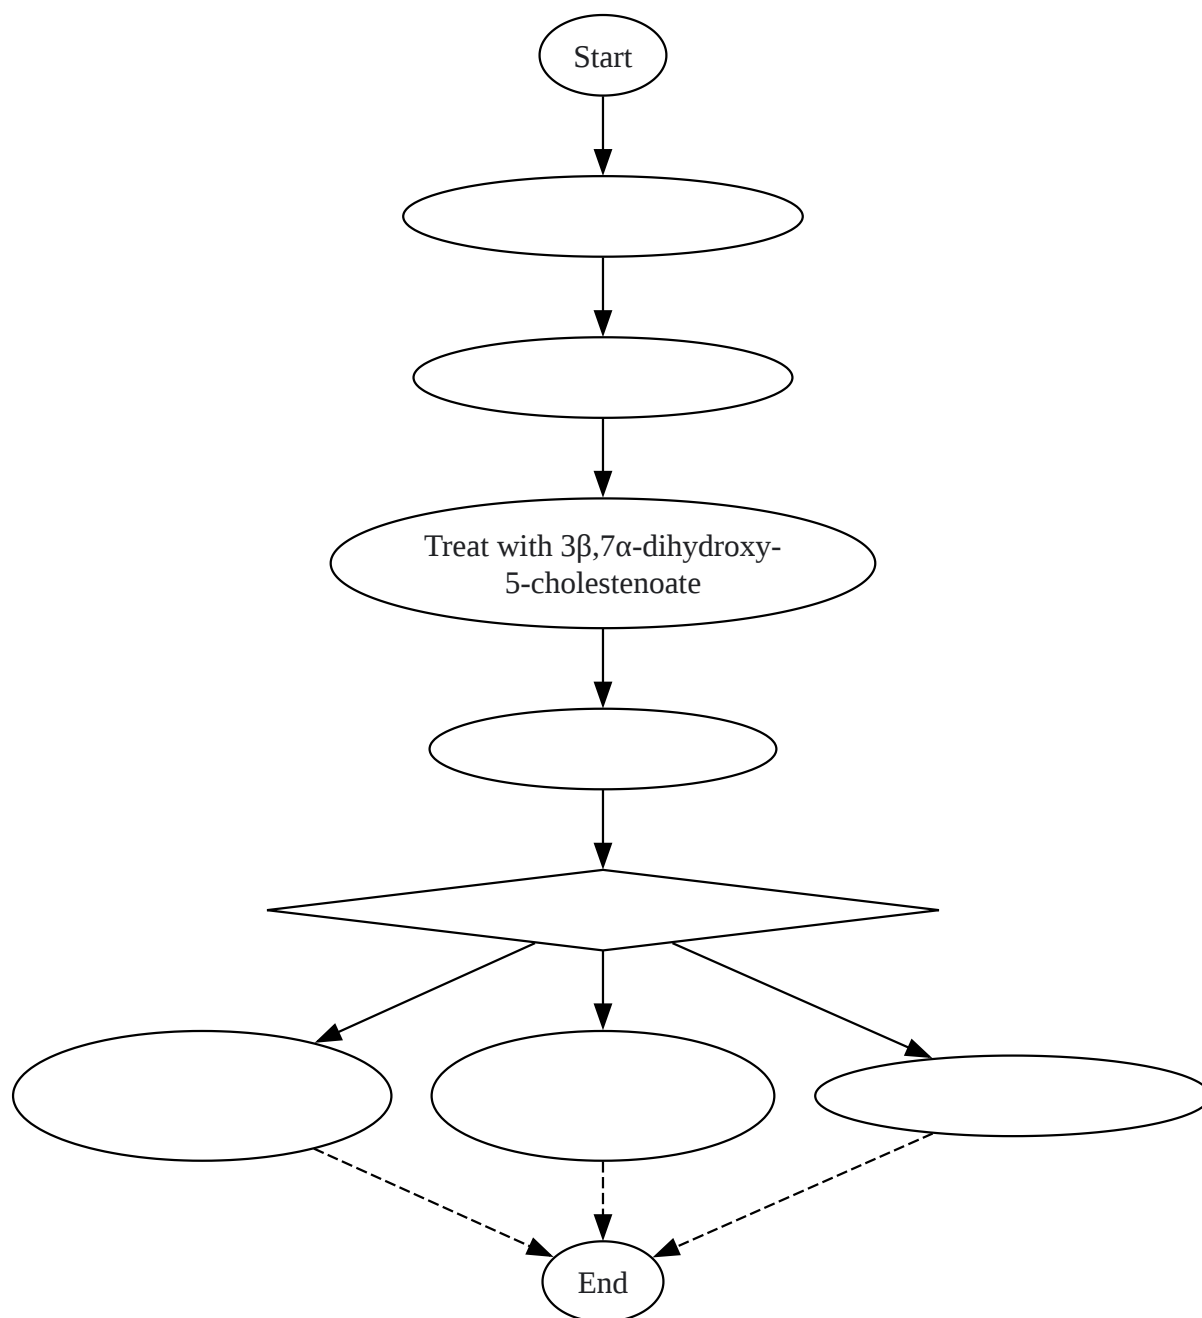 Start
Treat with 3β,7α-dihydroxy-
5-cholestenoate
End